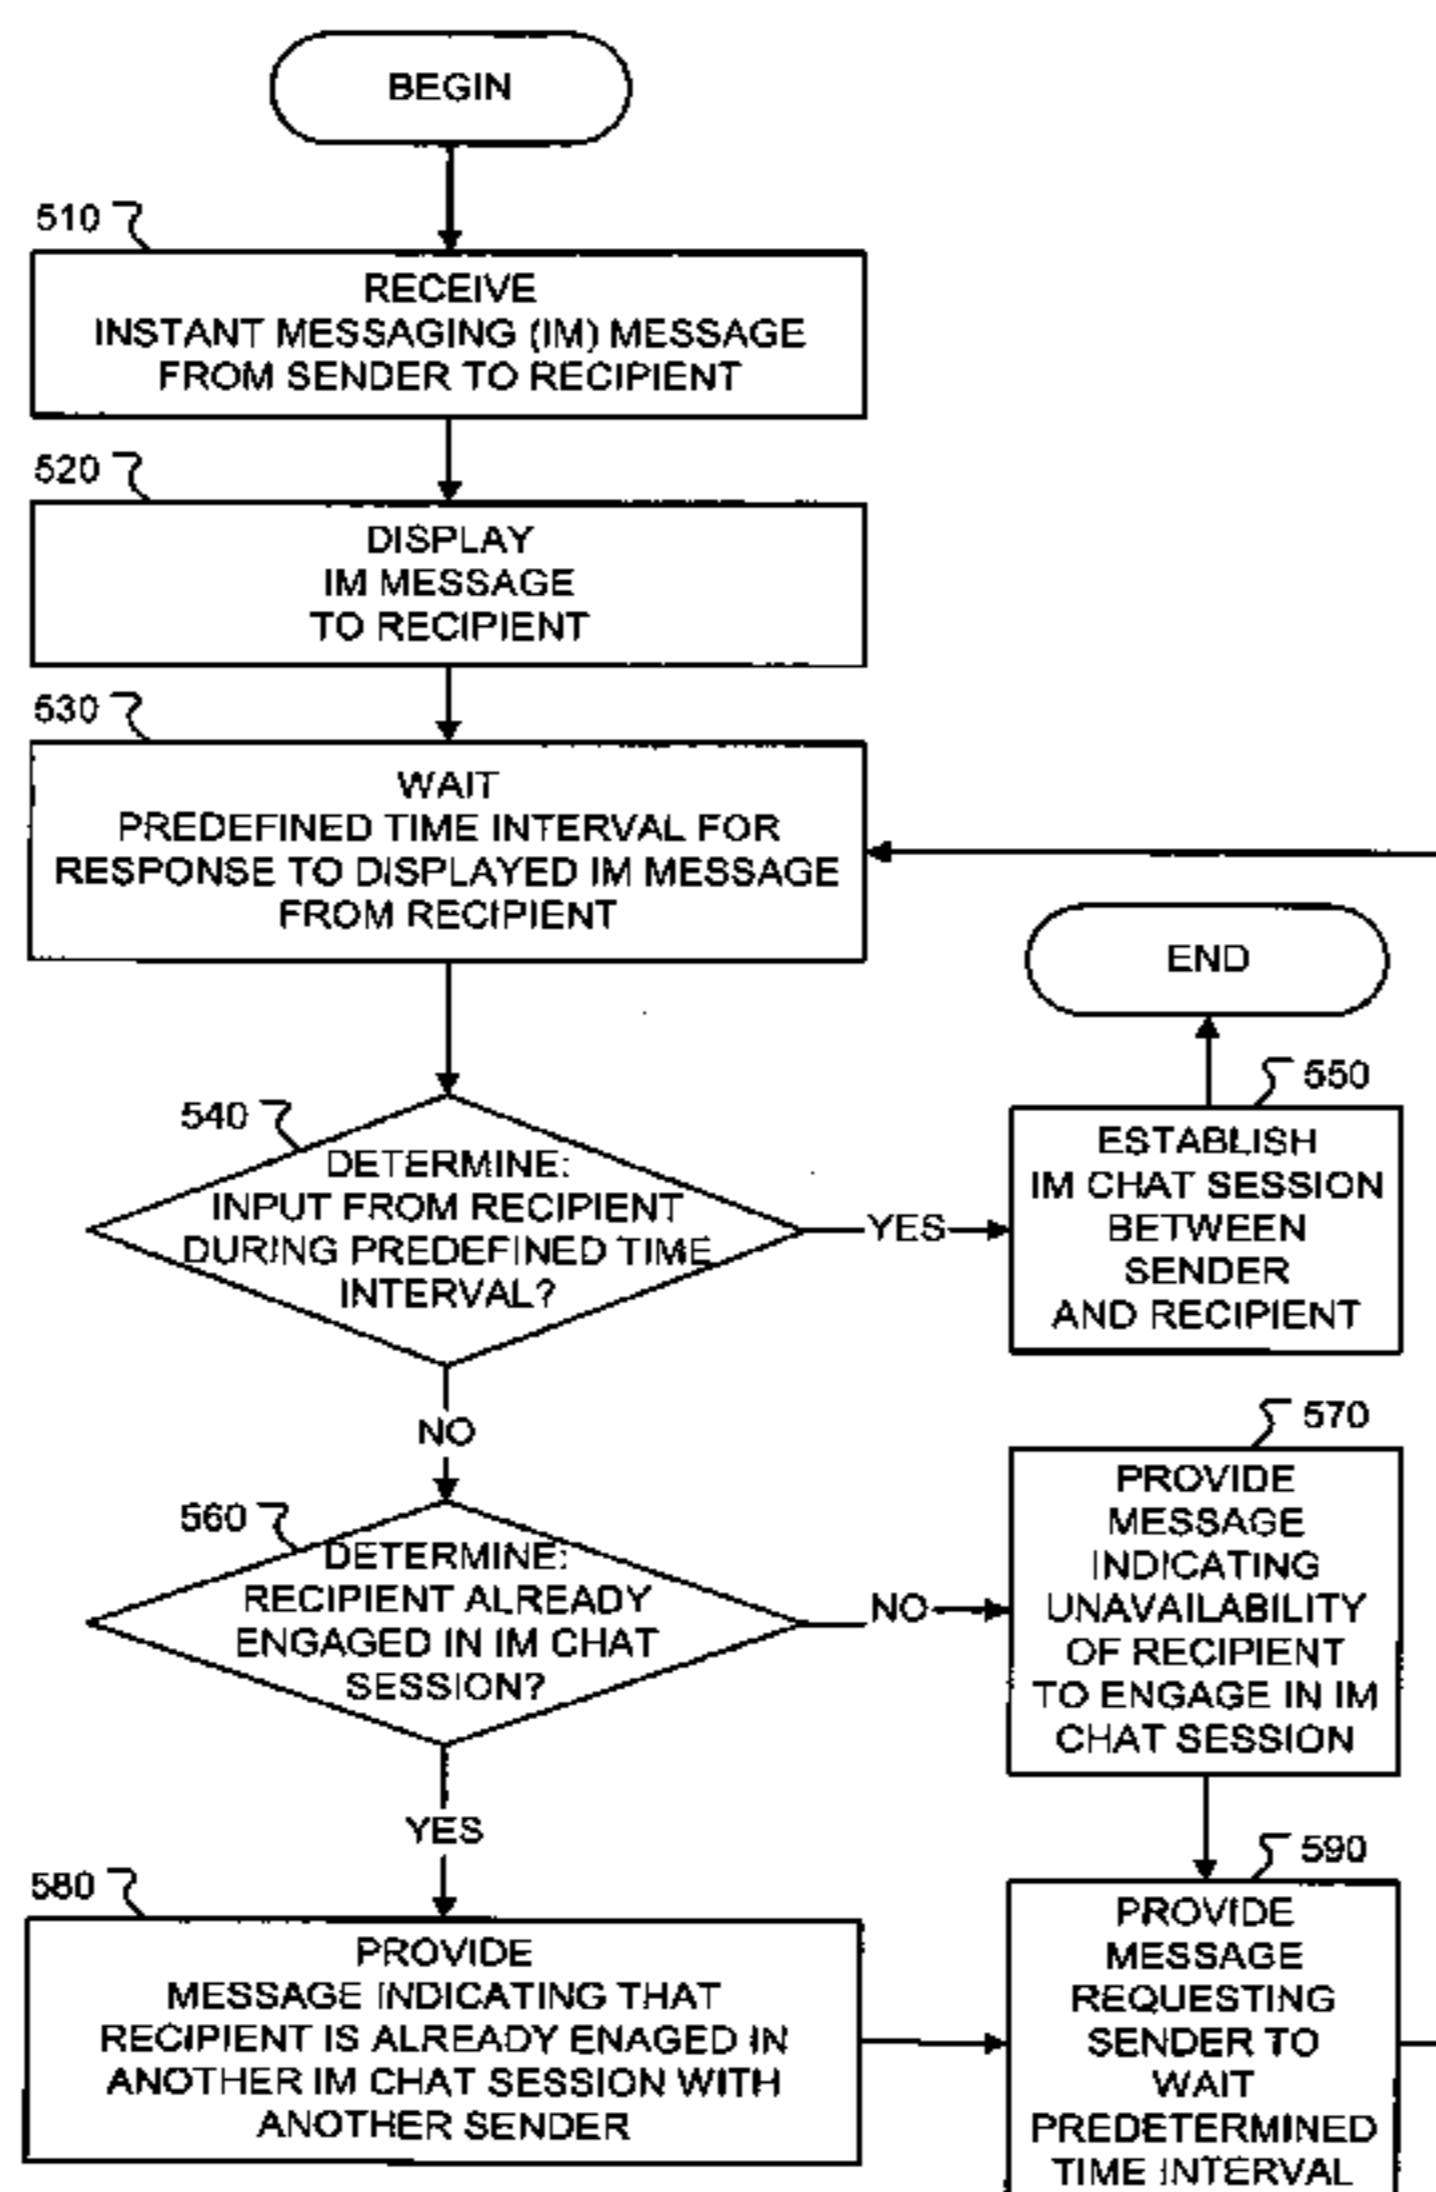 BEGIN
510
RECEIVE
INSTANT MESSAGING (IM) MESSAGE
FROM SENDER TO RECIPIENT
520
DISPLAY
IM MESSAGE
TO RECIPIENT
530
WAIT
PREDEFINED TIME INTERVAL FOR
RESPONSE TO DISPLAYED IM MESSAGE
FROM RECIPIENT
540
DETERMINE:
INPUT FROM RECIPIENT
DURING PREDEFINED TIME
INTERVAL?
YES
END
550
ESTABLISH
IM CHAT SESSION
BETWEEN
SENDER
AND RECIPIENT
NO
560
DETERMINE:
RECIPIENT ALREADY
ENGAGED IN IM CHAT
SESSION?
NO
570
PROVIDE
MESSAGE
INDICATING
UNAVAILABILITY
OF RECIPIENT
TO ENGAGE IN IM
CHAT SESSION
YES
580
PROVIDE
MESSAGE INDICATING THAT
RECIPIENT IS ALREADY ENAGED IN
ANOTHER IM CHAT SESSION WITH
ANOTHER SENDER
590
PROVIDE
MESSAGE
REQUESTING
SENDER TO
WAIT
PREDETERMINED
TIME INTERVAL